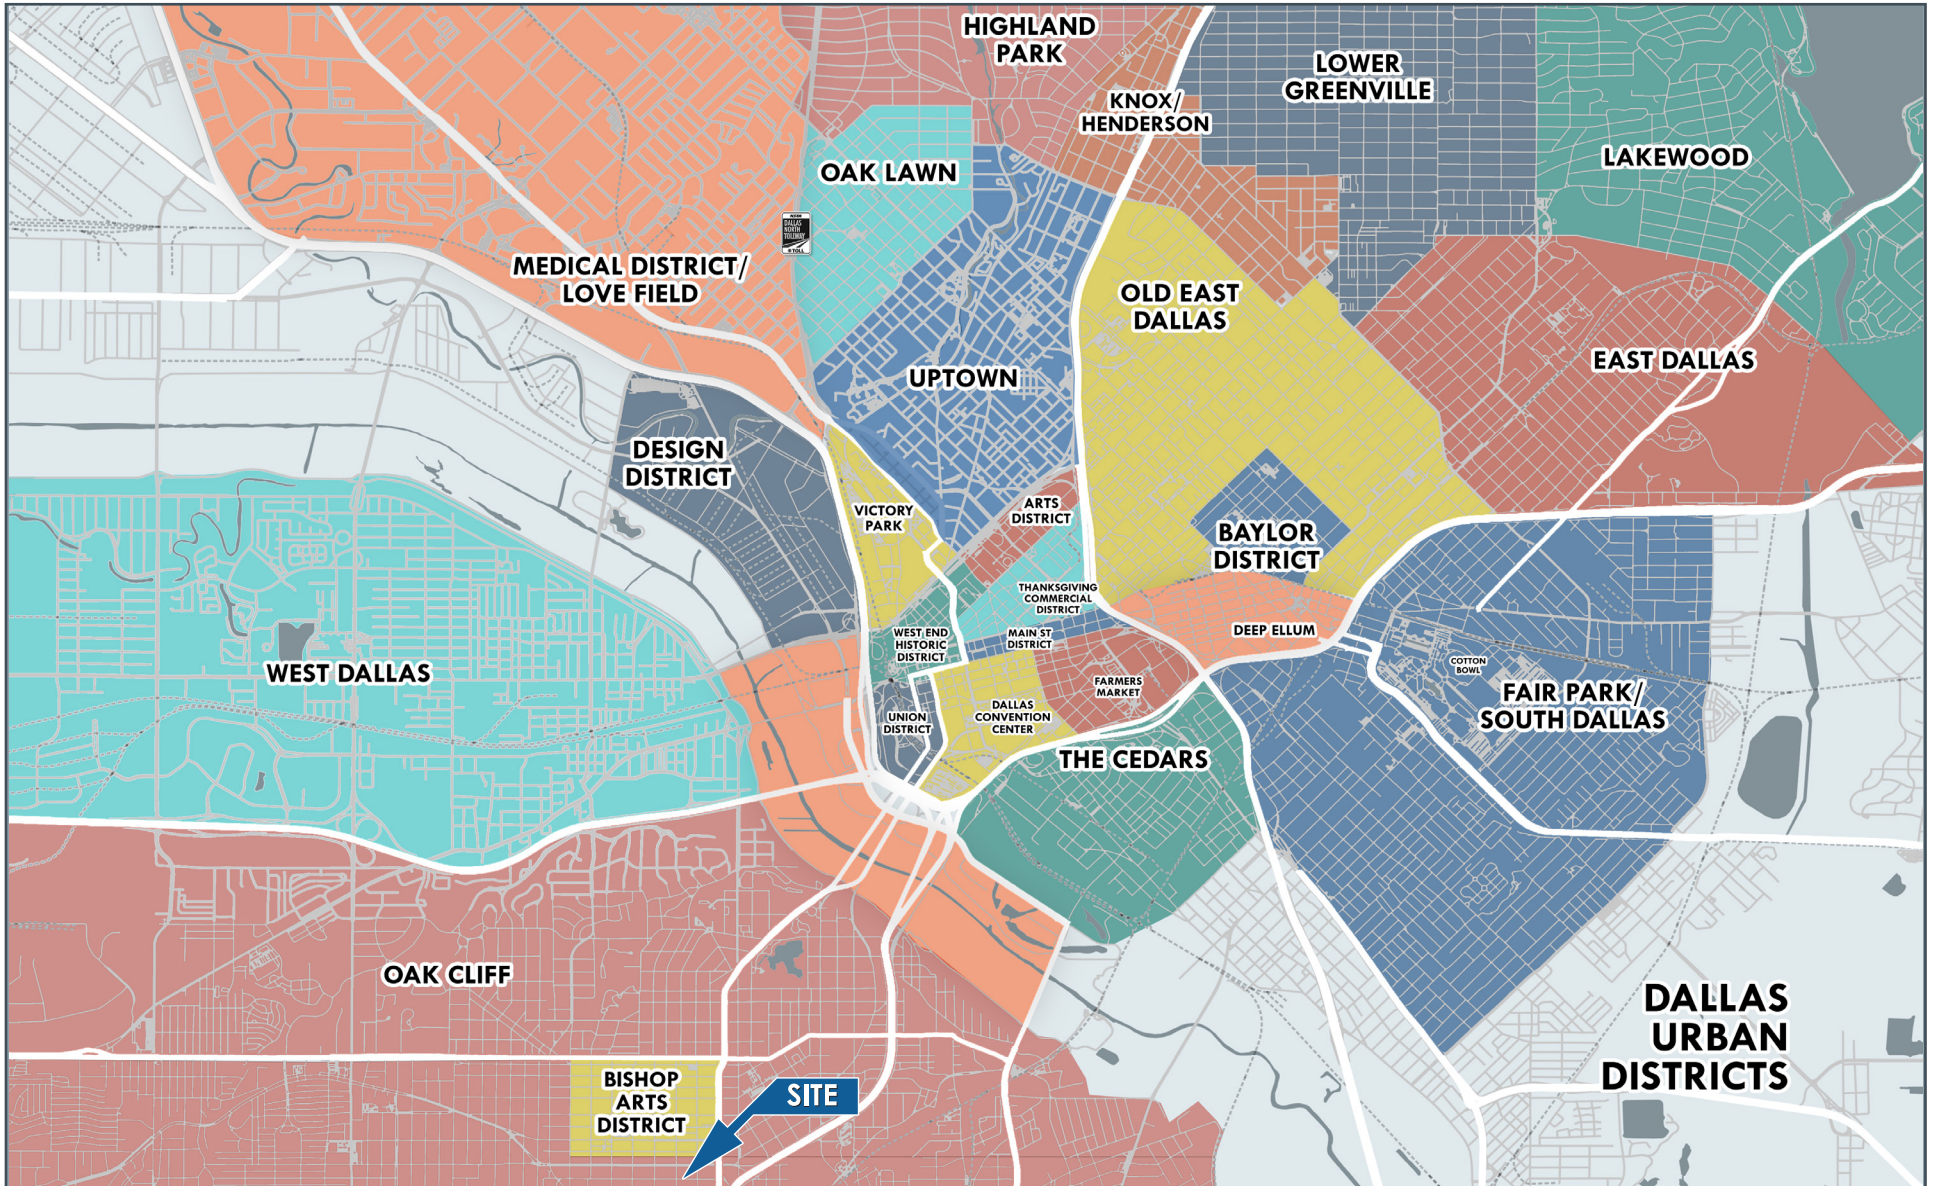 HIGHLAND
PARK
LOWER
GREENVILLE
KNOX/
HENDERSON
LAKEWOOD
OAK LAWN
DALLAS
NORTH
TOLLWAY
MEDICAL DISTRICT/
LOVE FIELD
OLD EAST
DALLAS
EAST DALLAS
UPTOWN
DESIGN
DISTRICT
VICTORY
PARK
ARTS
DISTRICT
BAYLOR
DISTRICT
THANKSGIVING
COMMERCIAL
DISTRICT
WEST END
HISTORIC
DISTRICT
MAIN ST
DISTRICT
DEEP ELLUM
COTTON
BOWL
WEST DALLAS
FARMERS
MARKET
FAIR PARK/
SOUTH DALLAS
UNION
DISTRICT
DALLAS
CONVENTION
CENTER
THE CEDARS
OAK CLIFF
DALLAS
URBAN
DISTRICTS
BISHOP
ARTS
DISTRICT
SITE